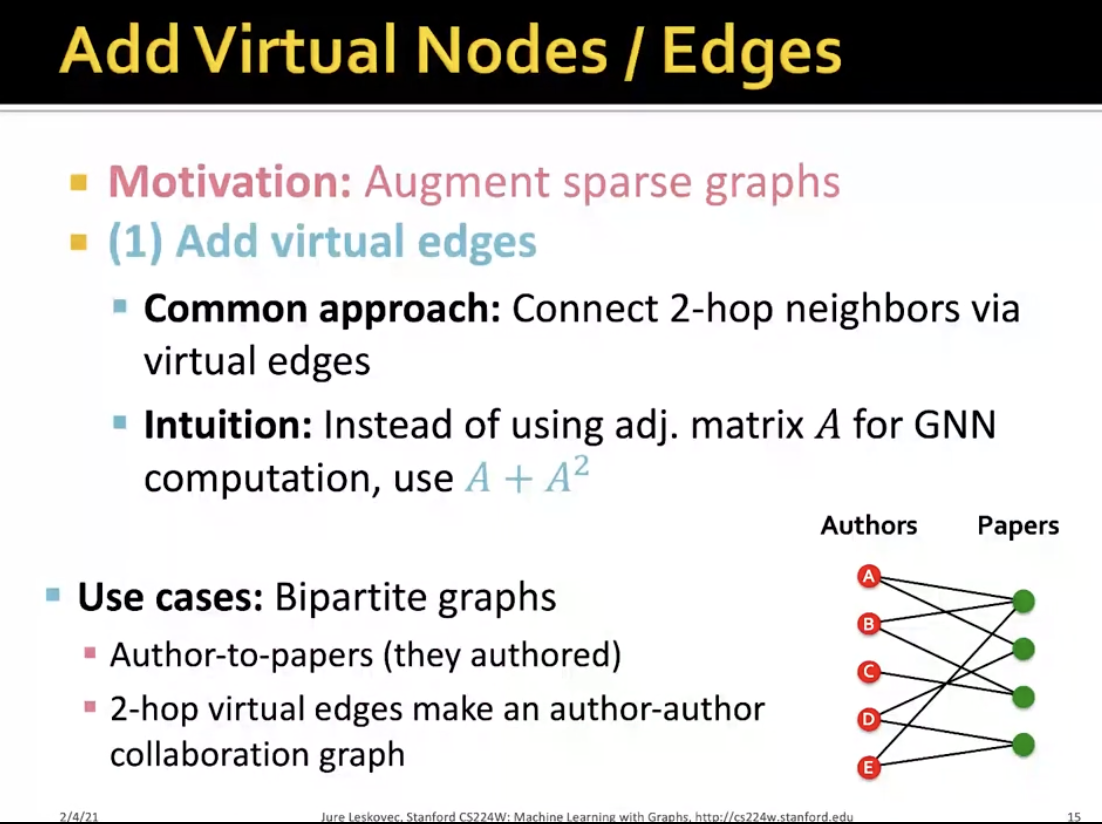 Add Virtual Nodes / Edges
Motivation: Augment sparse graphs
(1) Add virtual edges
Common approach: Connect 2-hop neighbors via
virtual edges
Intuition: Instead of using adj. matrix A for GNN
computation, use A + A²
Authors Papers
Use cases: Bipartite graphs
Author-to-papers (they authored)
2-hop virtual edges make an author-author
collaboration graph
A
B
C
D
E
2/4/21 Jure Leskovec, Stanford CS224W: Machine Learning with Graphs, http://cs224w.stanford.edu 15